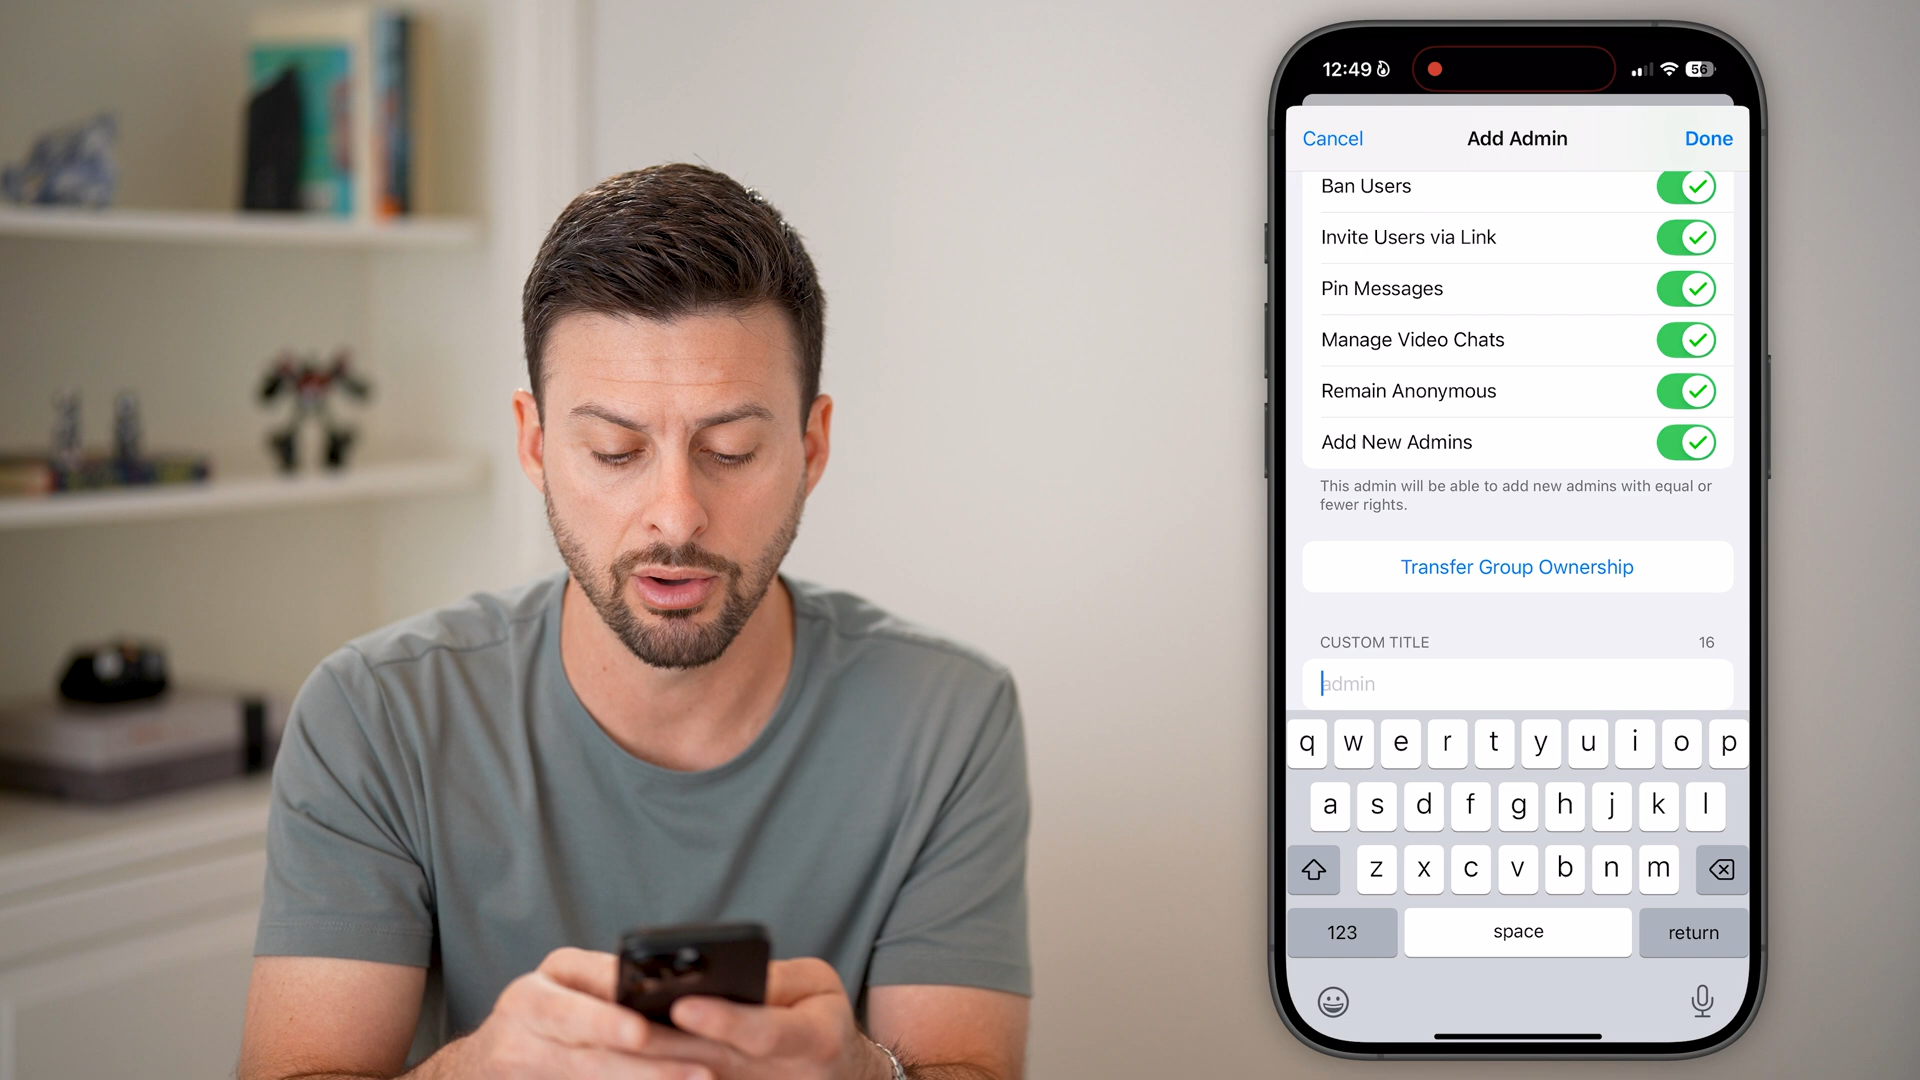 12:49 56
Cancel Add Admin Done
Ban Users
Invite Users via Link
Pin Messages
Manage Video Chats
Remain Anonymous
Add New Admins
This admin will be able to add new admins with equal or
fewer rights.
Transfer Group Ownership
CUSTOM TITLE 16
admin
q w e r t y u i o p
a s d f g h j k l
z x c v b n m
123 space return